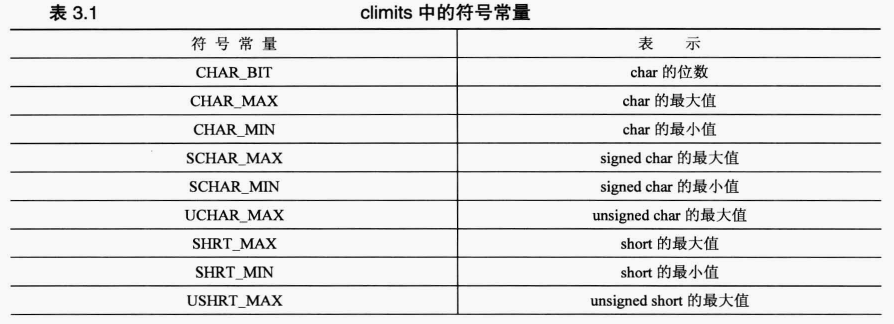 表 3.1 climits 中的符号常量
符 号 常 量 表 示
CHAR_BIT char 的位数
CHAR_MAX char 的最大值
CHAR_MIN char 的最小值
SCHAR_MAX signed char 的最大值
SCHAR_MIN signed char 的最小值
UCHAR_MAX unsigned char 的最大值
SHRT_MAX short 的最大值
SHRT_MIN short 的最小值
USHRT_MAX unsigned short 的最大值